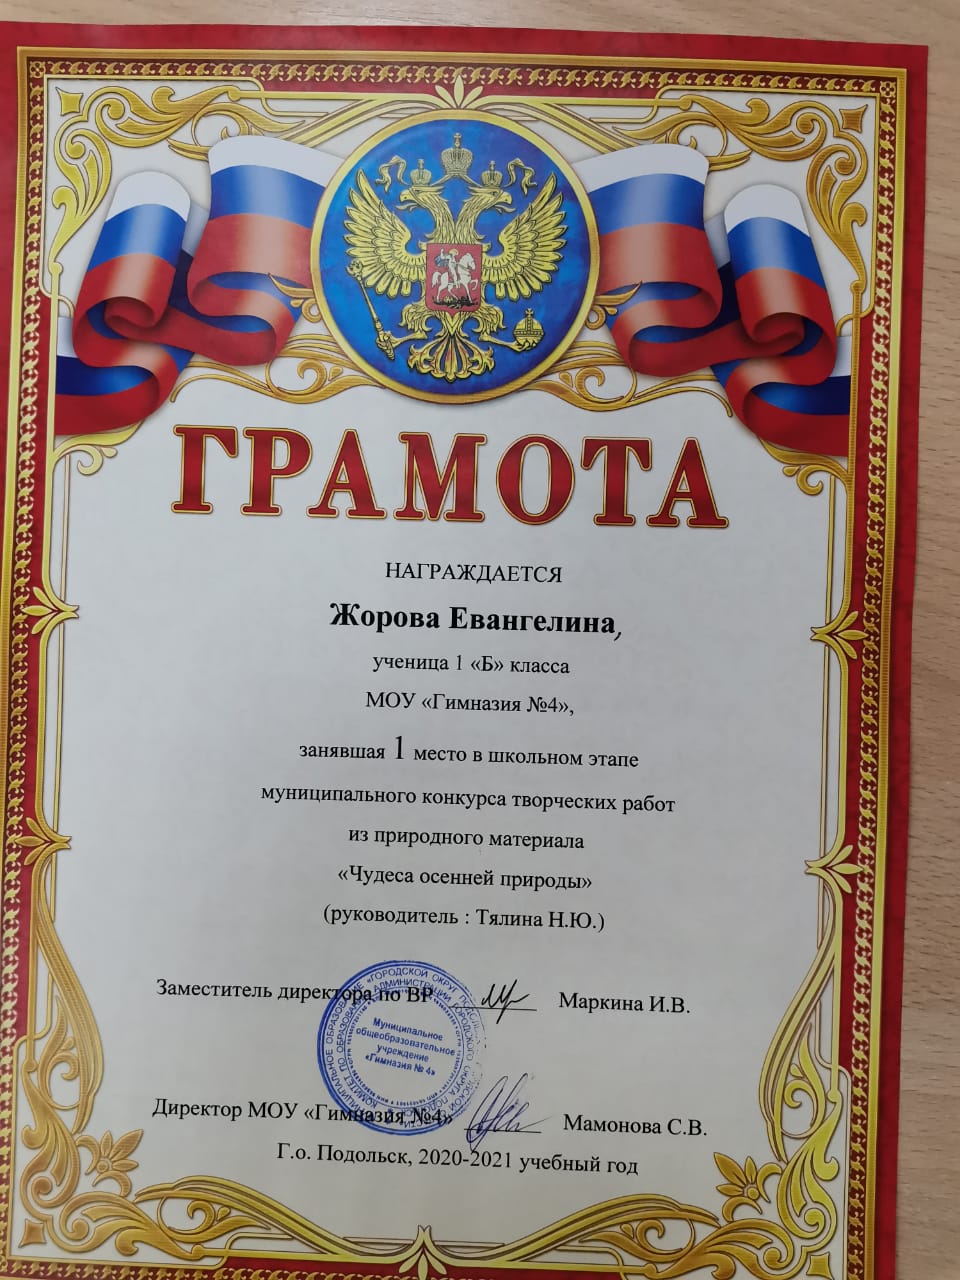 ГРАМОТА
НАГРАЖДАЕТСЯ
Жорова Евангелина,
ученица 1 «Б» класса
МОУ «Гимназия №4»,
занявшая 1 место в школьном этапе
муниципального конкурса творческих работ
из природного материала
«Чудеса осенней природы»
(руководитель : Тялина Н.Ю.)
Заместитель директора по ВР Маркина И.В.
Муниципальное
общеобразовательное
учреждение
«Гимназия № 4»
Директор МОУ «Гимназия №4» Мамонова С.В.
Г.о. Подольск, 2020-2021 учебный год